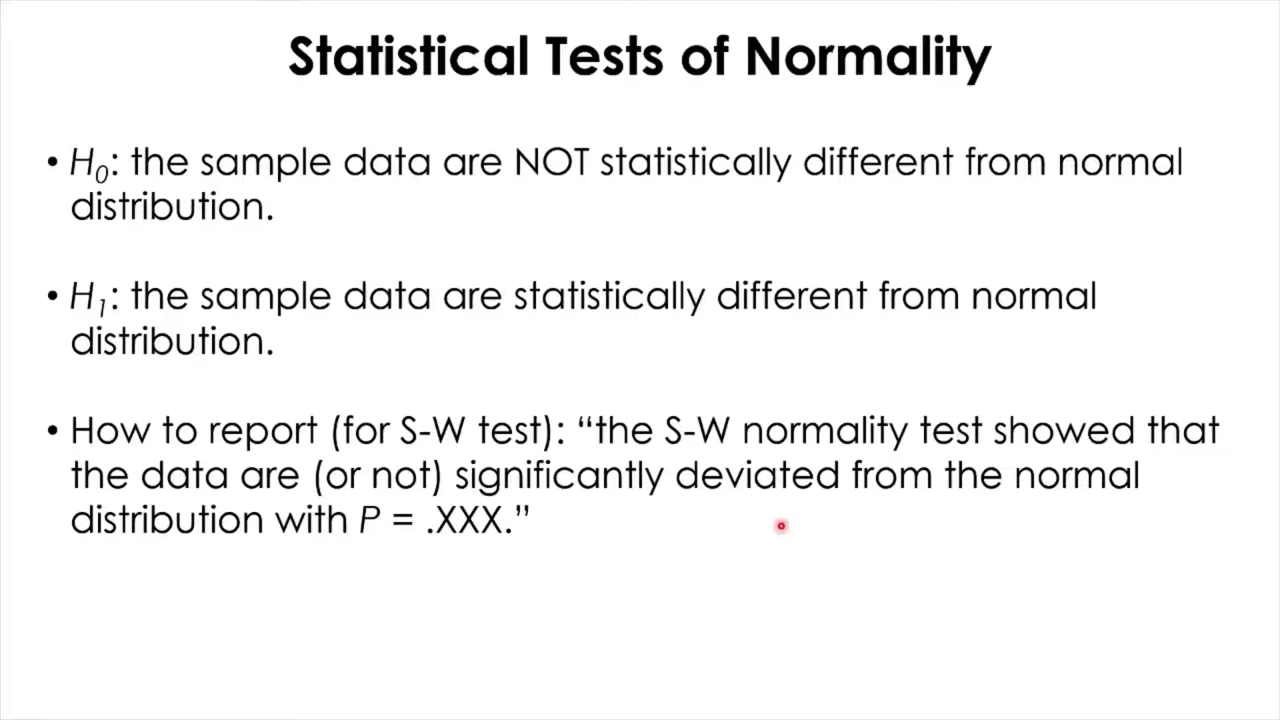 Statistical Tests of Normality
• H₀: the sample data are NOT statistically different from normal
distribution.
• H₁: the sample data are statistically different from normal
distribution.
• How to report (for S-W test): “the S-W normality test showed that
the data are (or not) significantly deviated from the normal
distribution with P = .XXX.”